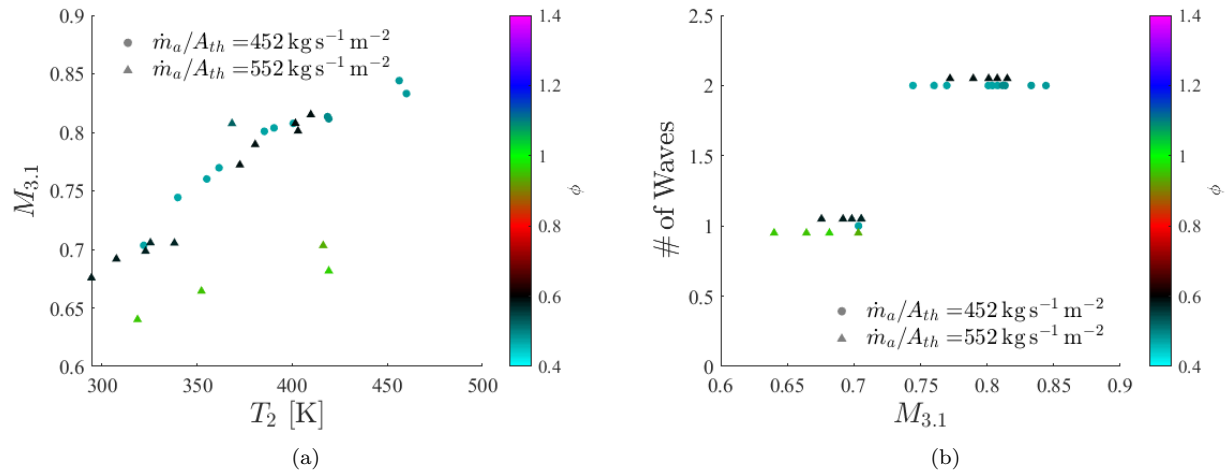 0.9
0.85
0.8
0.75
0.7
0.65
0.6
M3.1
300 350 400 450 500
T2 [K]
ṁa/Ath =452 kg s−1 m−2
ṁa/Ath =552 kg s−1 m−2
1.4
1.2
1
0.8
0.6
0.4
ϕ
(a)
2.5
2
1.5
1
0.5
0
# of Waves
0.6 0.65 0.7 0.75 0.8 0.85 0.9
M3.1
ṁa/Ath =452 kg s−1 m−2
ṁa/Ath =552 kg s−1 m−2
1.4
1.2
1
0.8
0.6
0.4
ϕ
(b)